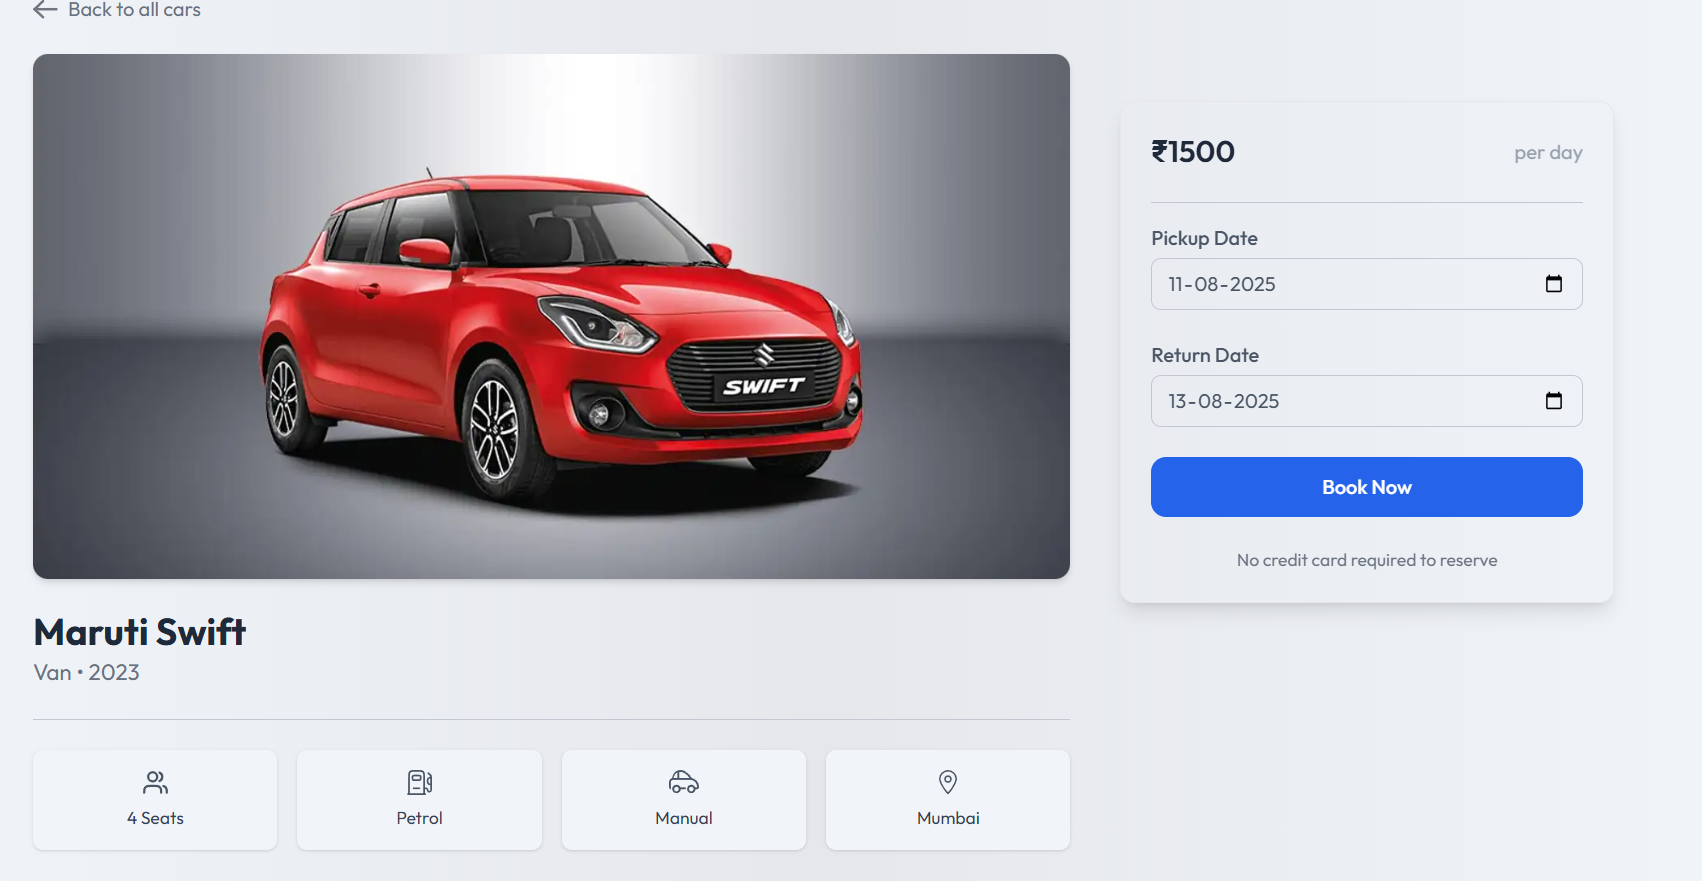 Back to all cars
SWIFT
Maruti Swift
Van • 2023
4 Seats
Petrol
Manual
Mumbai
₹1500
per day
Pickup Date
11-08-2025
Return Date
13-08-2025
Book Now
No credit card required to reserve